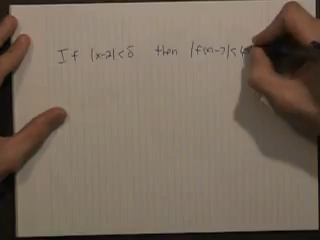 If |x-2|<δ then |f(x)-7|<